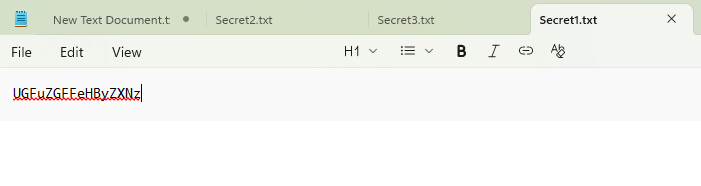 New Text Document.t
Secret2.txt
Secret3.txt
Secret1.txt
File
Edit
View
H1
B
I
UGFuZGFFeHByZXNz